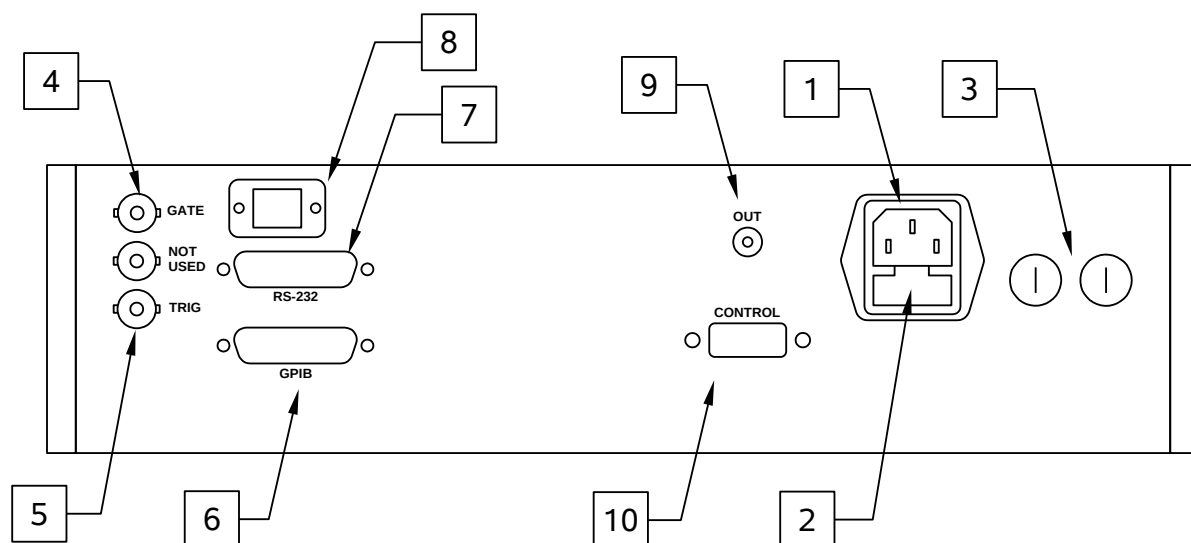 8
4
9
1
3
7
GATE
OUT
NOT
USED
RS-232
TRIG
CONTROL
GPIB
5
6
10
2